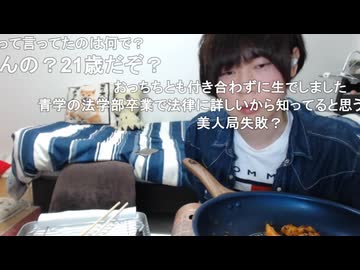 って言ってたのは何で？
んの？21歳だぞ？
おっちちとも付き合わずに生でしました
青学の法学部卒業で法律に詳しいから知ってると思う
美人局失敗？
TOMMY